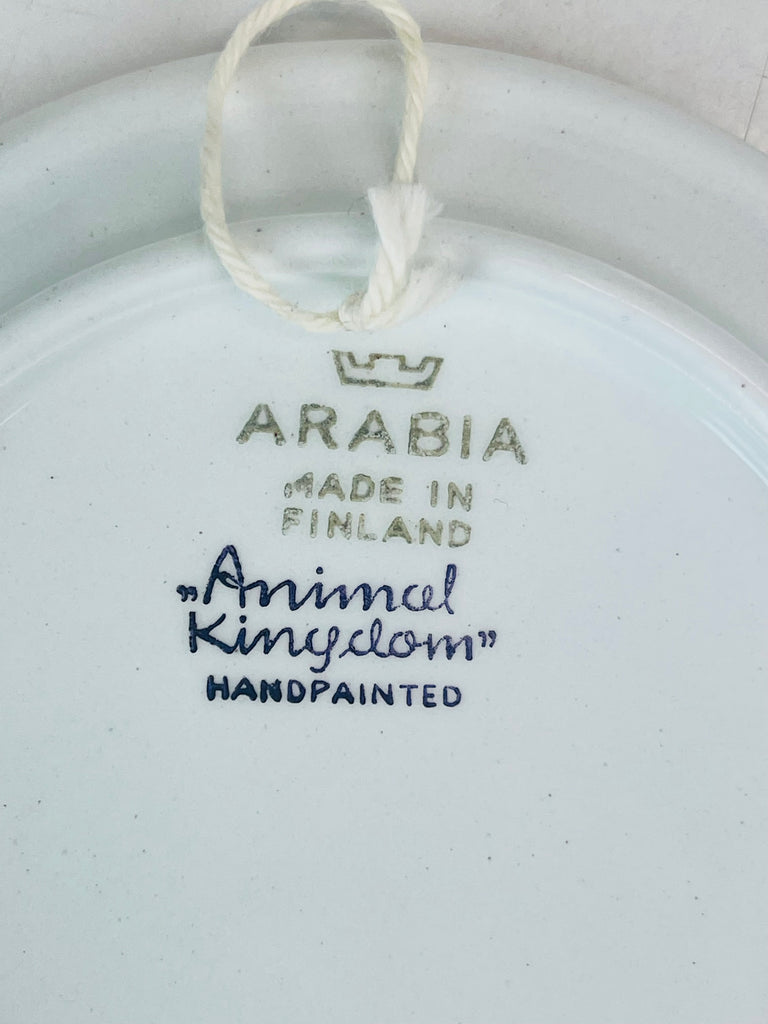 ARABIA
MADE IN
FINLAND
„Animal
Kingdom”
HANDPAINTED